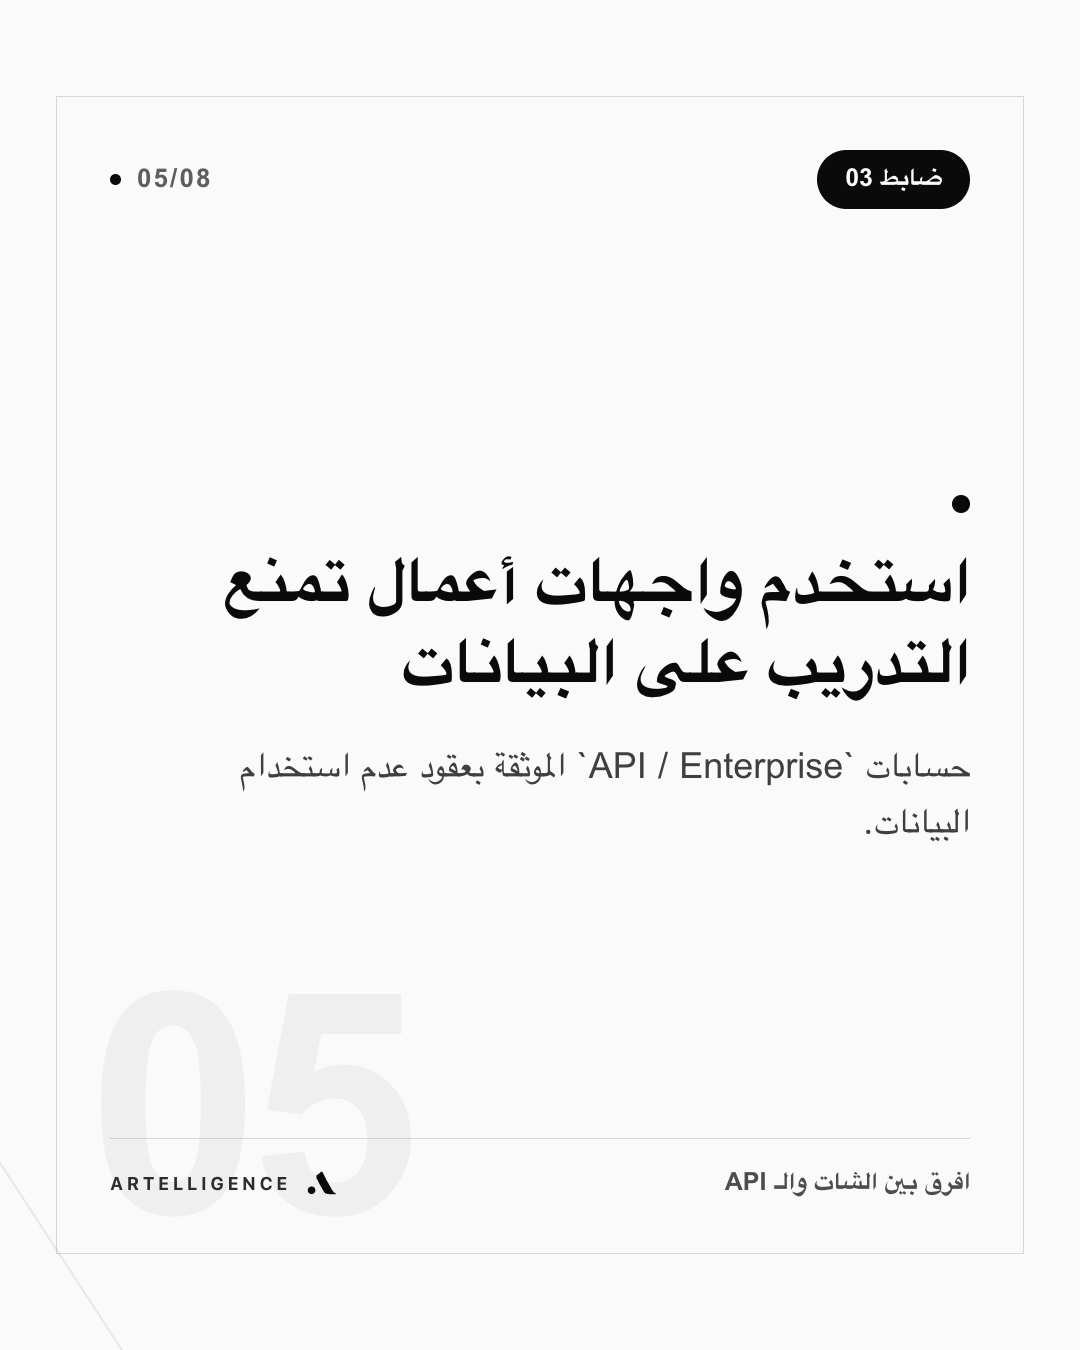 ضابط 03
05/08
استخدم واجهات أعمال تمنع
التدريب على البيانات
حسابات `API / Enterprise` الموثقة بعقود عدم استخدام
البيانات.
05
افرق بين الشات والـ API
ARTELLIGENCE